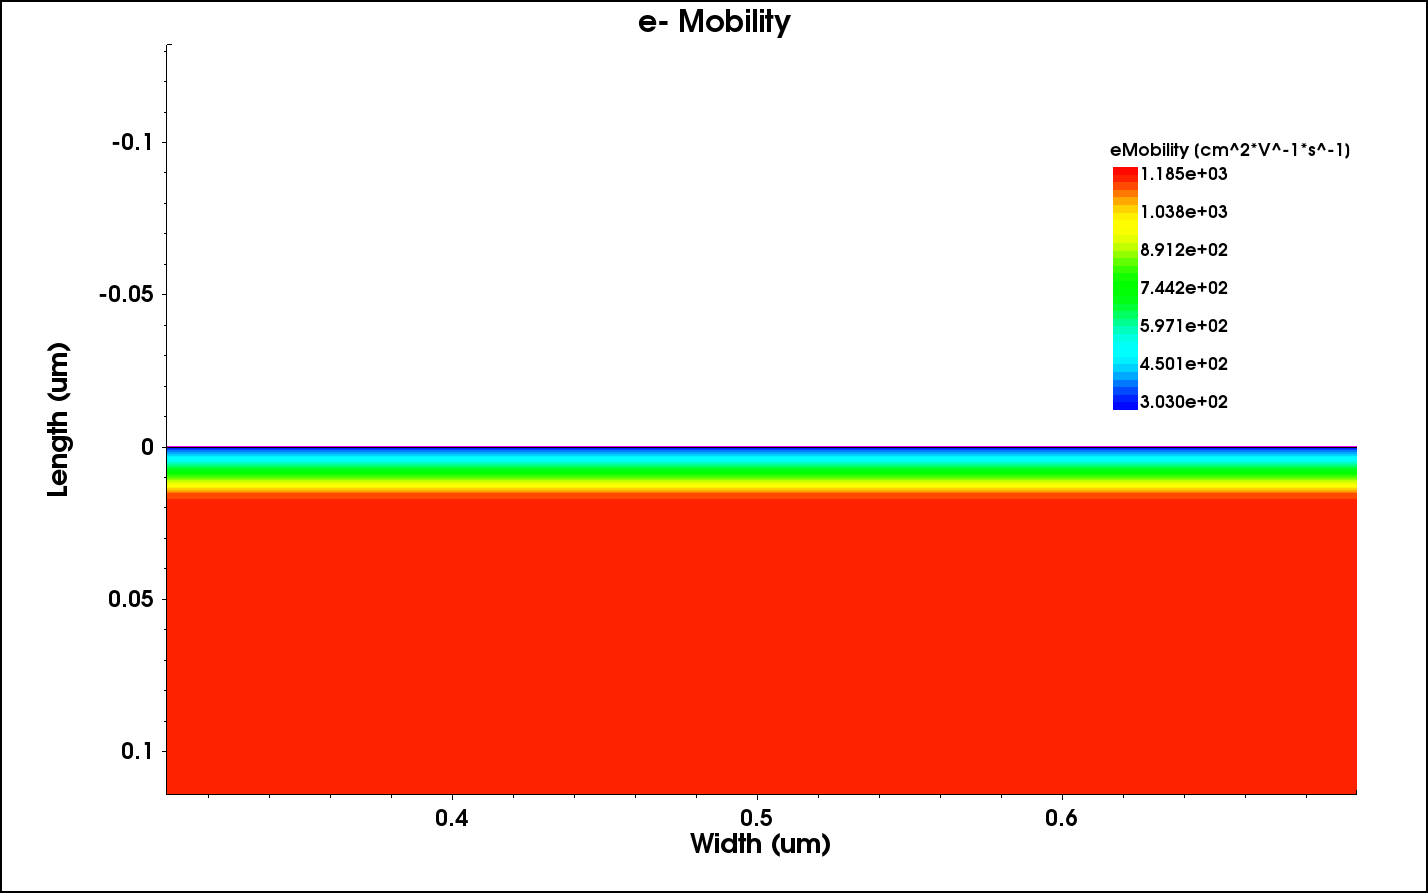 e- Mobility
eMobility (cm^2*V^-1*s^-1)
1.185e+03
1.038e+03
8.912e+02
7.442e+02
5.971e+02
4.501e+02
3.030e+02
Length (um)
-0.1
-0.05
0
0.05
0.1
0.4 0.5 0.6
Width (um)